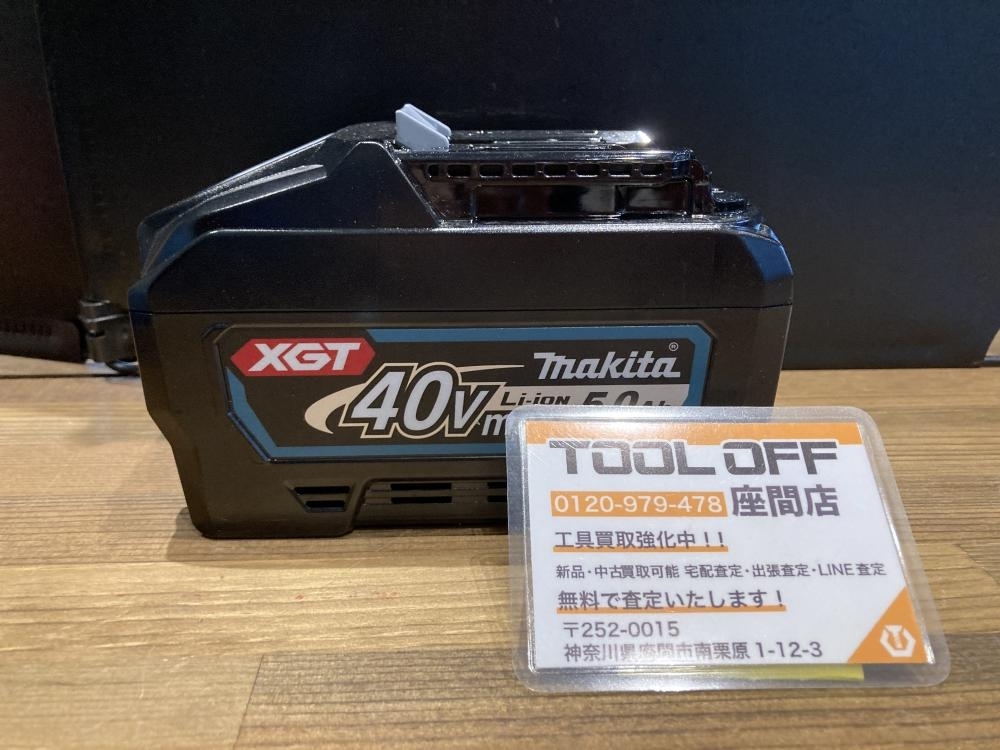 XGT
makita®
40V m
Li-ion
TOOL OFF
0120-979-478 座間店
工具買取強化中!!
新品・中古買取可能 宅配査定・出張査定・LINE査定
無料で査定いたします!
〒252-0015
神奈川県座間市南栗原1-12-3